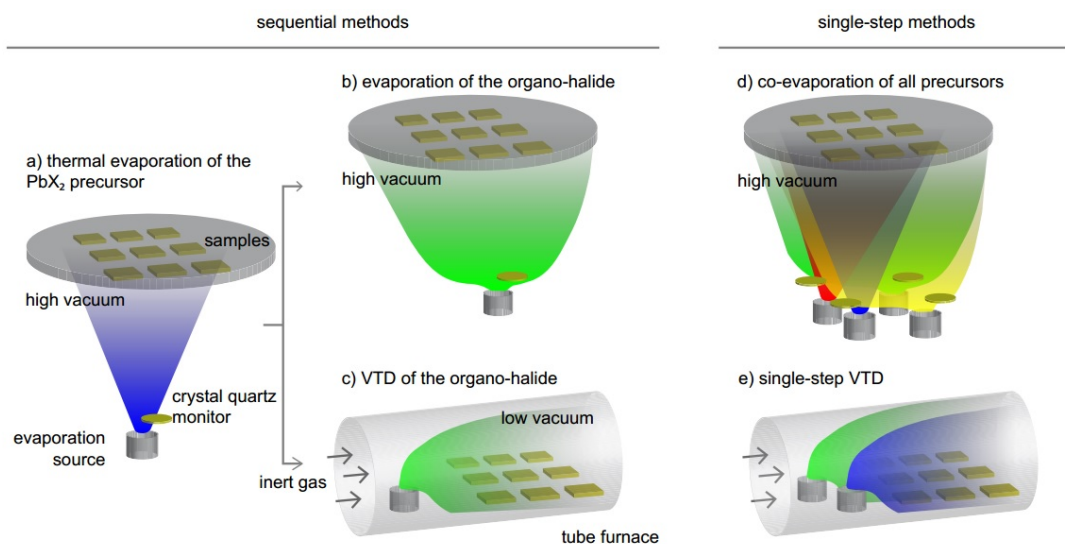 sequential methods
single-step methods
a) thermal evaporation of the
PbX₂ precursor
samples
high vacuum
crystal quartz
monitor
evaporation
source
b) evaporation of the organo-halide
high vacuum
c) VTD of the organo-halide
low vacuum
inert gas
tube furnace
d) co-evaporation of all precursors
high vacuum
e) single-step VTD